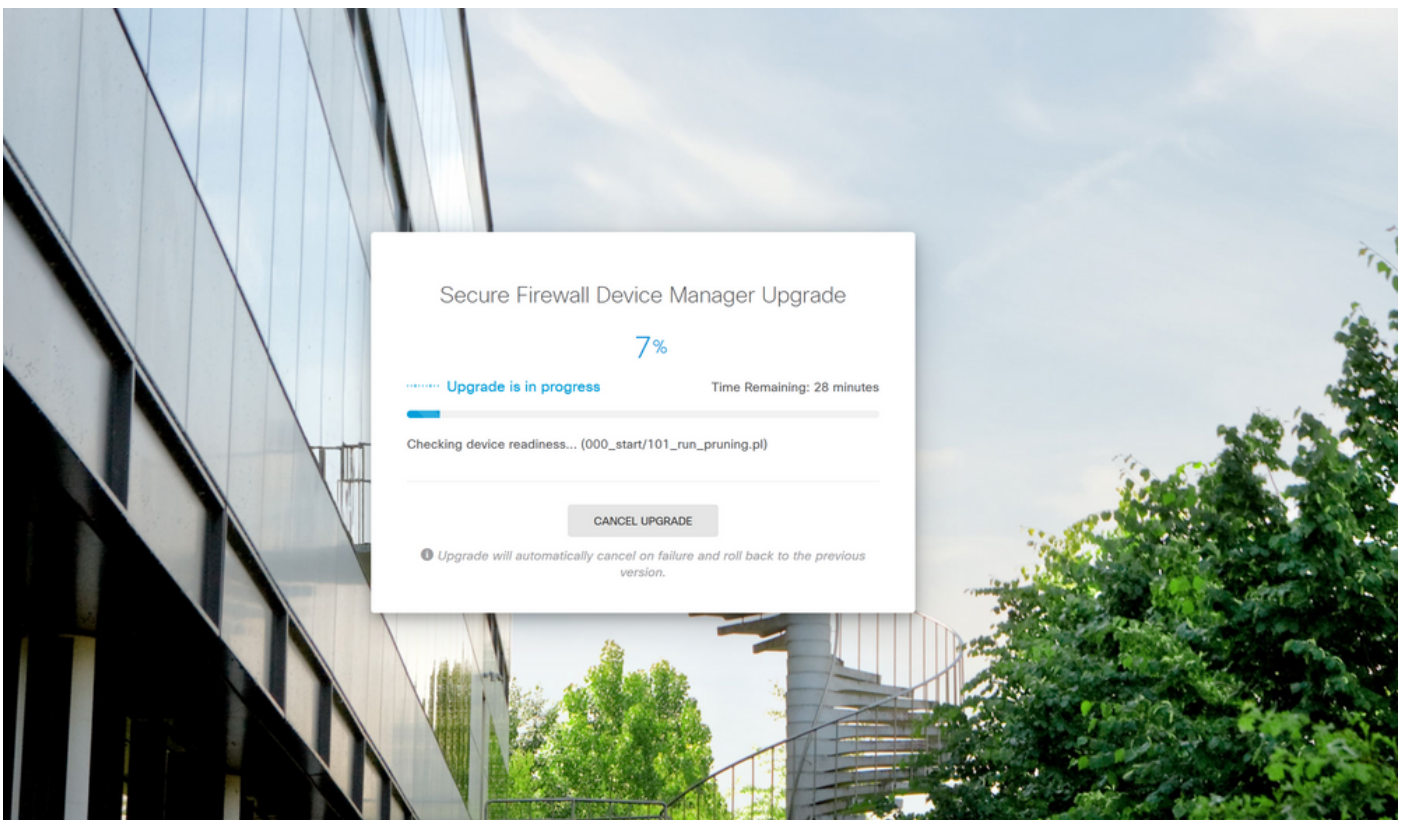 Secure Firewall Device Manager Upgrade
7%
Upgrade is in progress
Time Remaining: 28 minutes
Checking device readiness... (000_start/101_run_pruning.pl)
CANCEL UPGRADE
Upgrade will automatically cancel on failure and roll back to the previous
version.